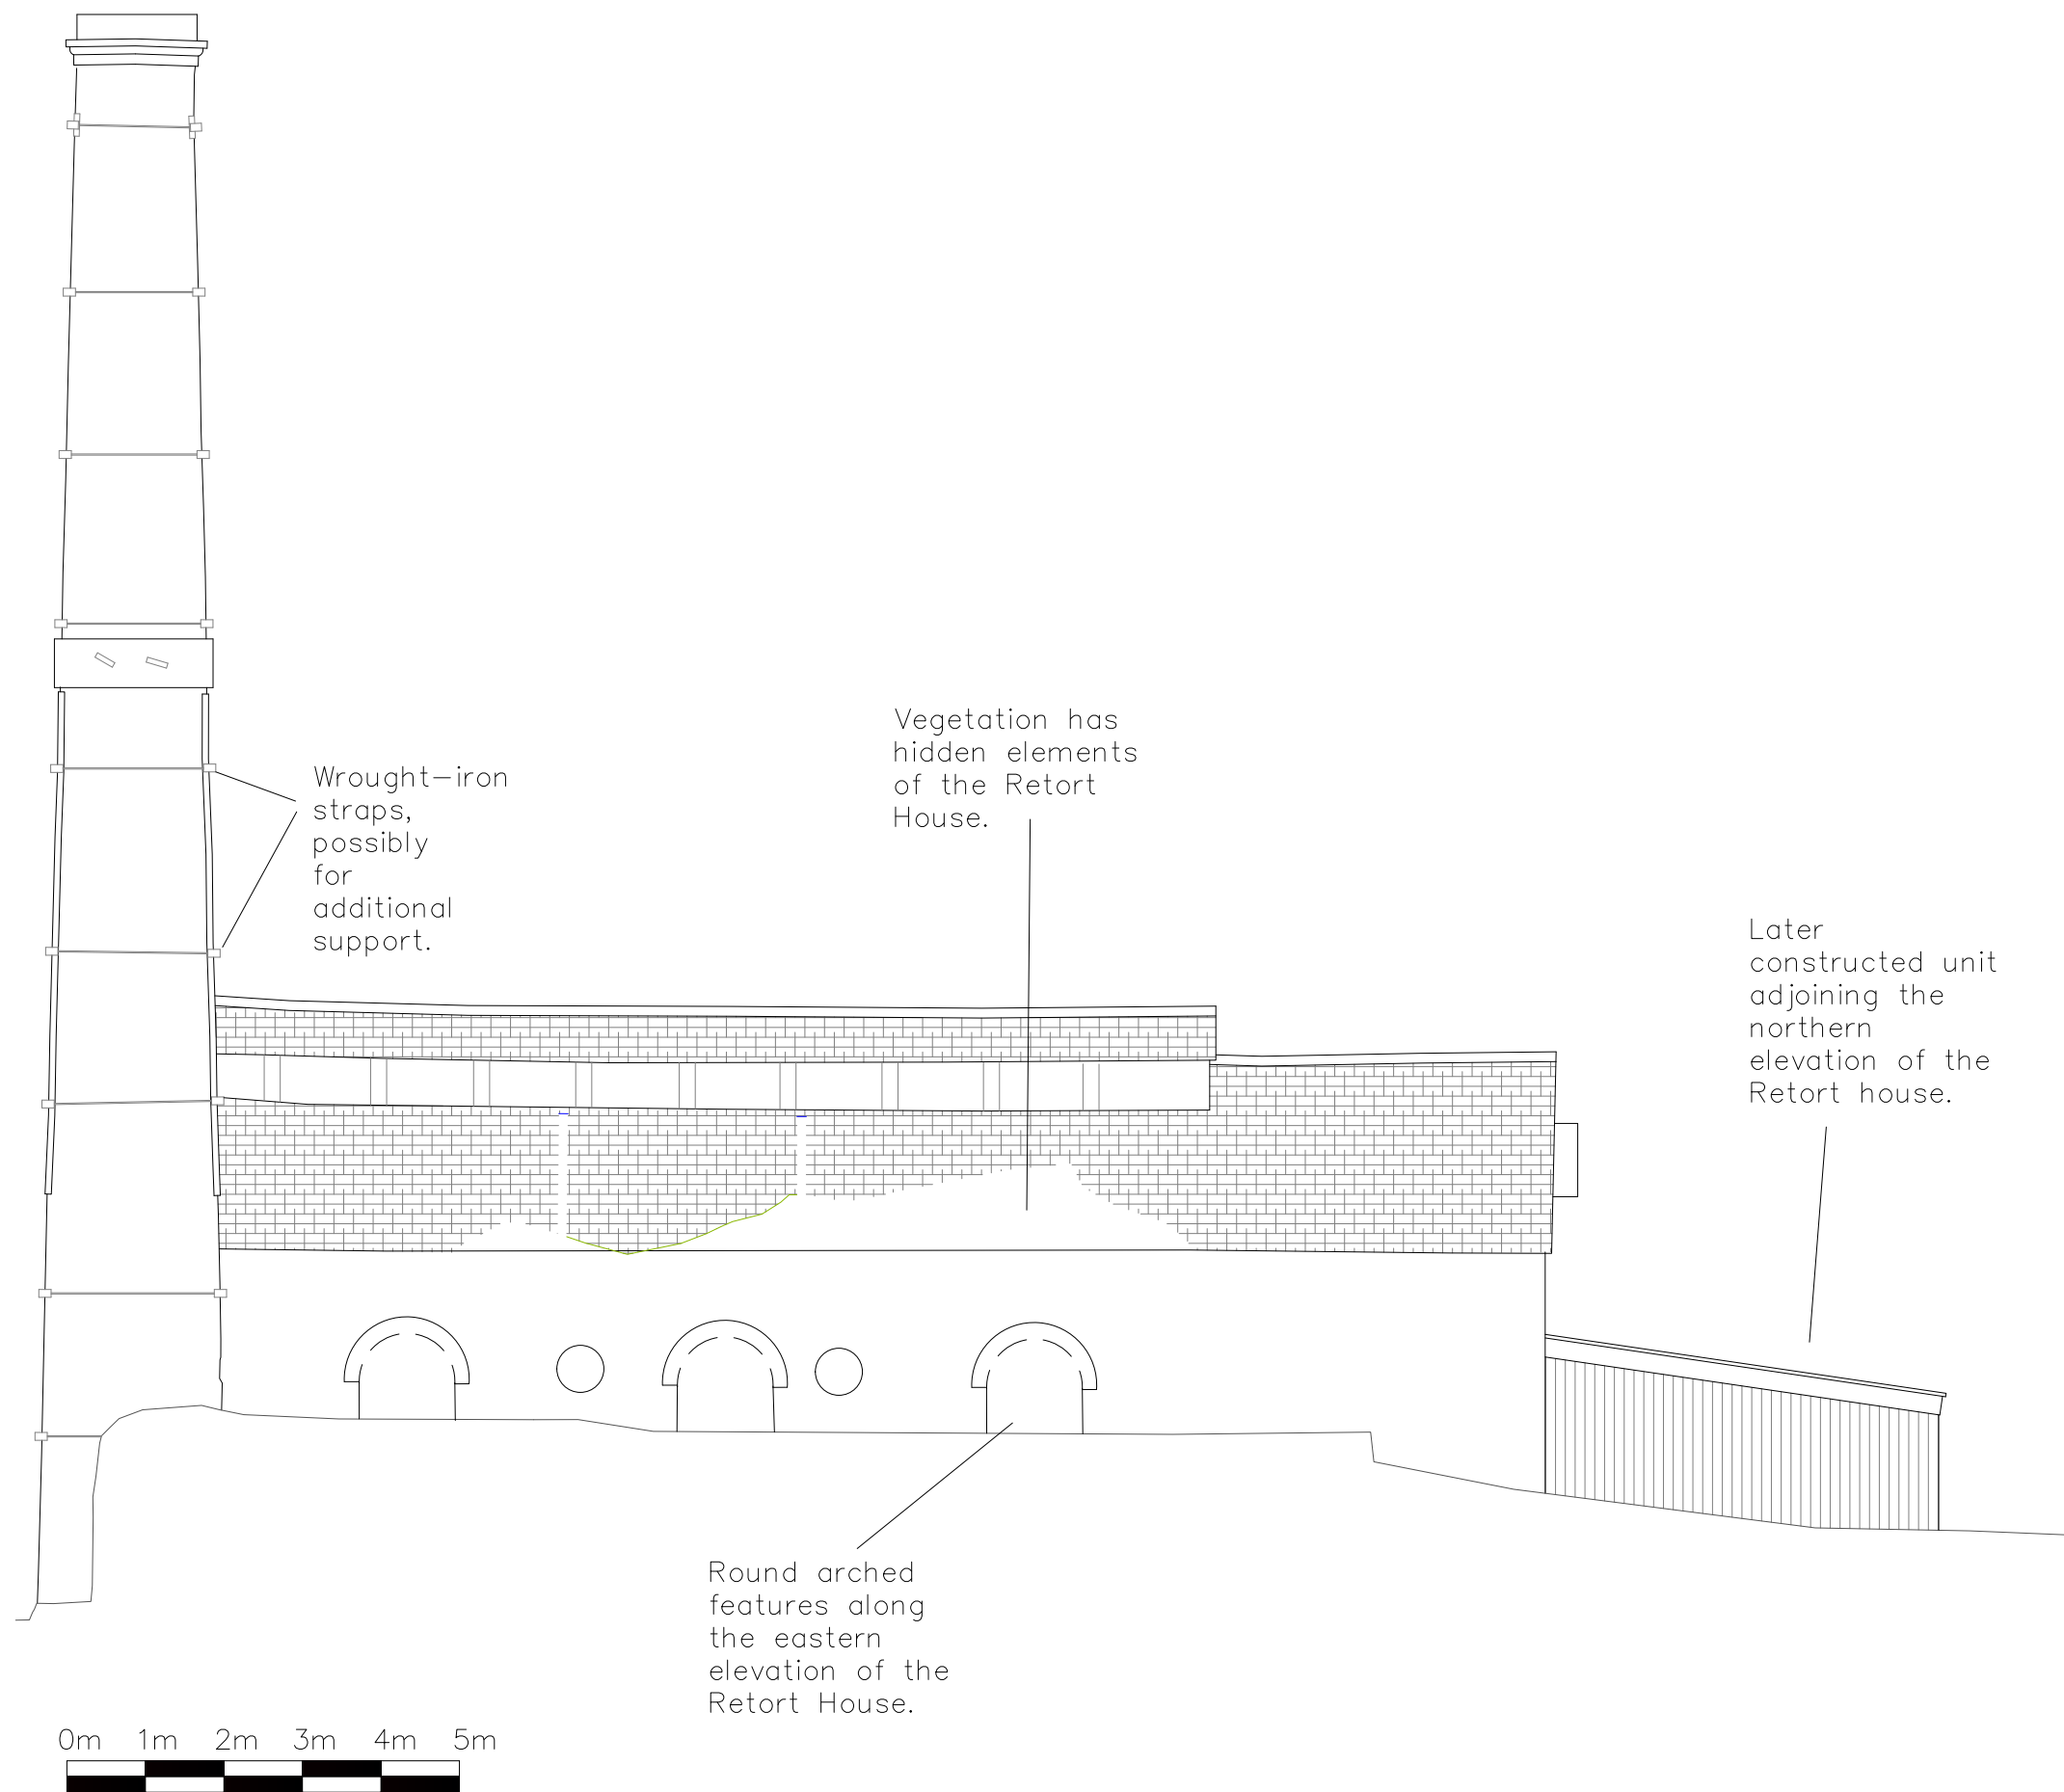 Vegetation has
hidden elements
of the Retort
House.
Wrought-iron
straps,
possibly
for
additional
support.
Later
constructed unit
adjoining the
northern
elevation of the
Retort house.
Round arched
features along
the eastern
elevation of the
Retort House.
0m 1m 2m 3m 4m 5m